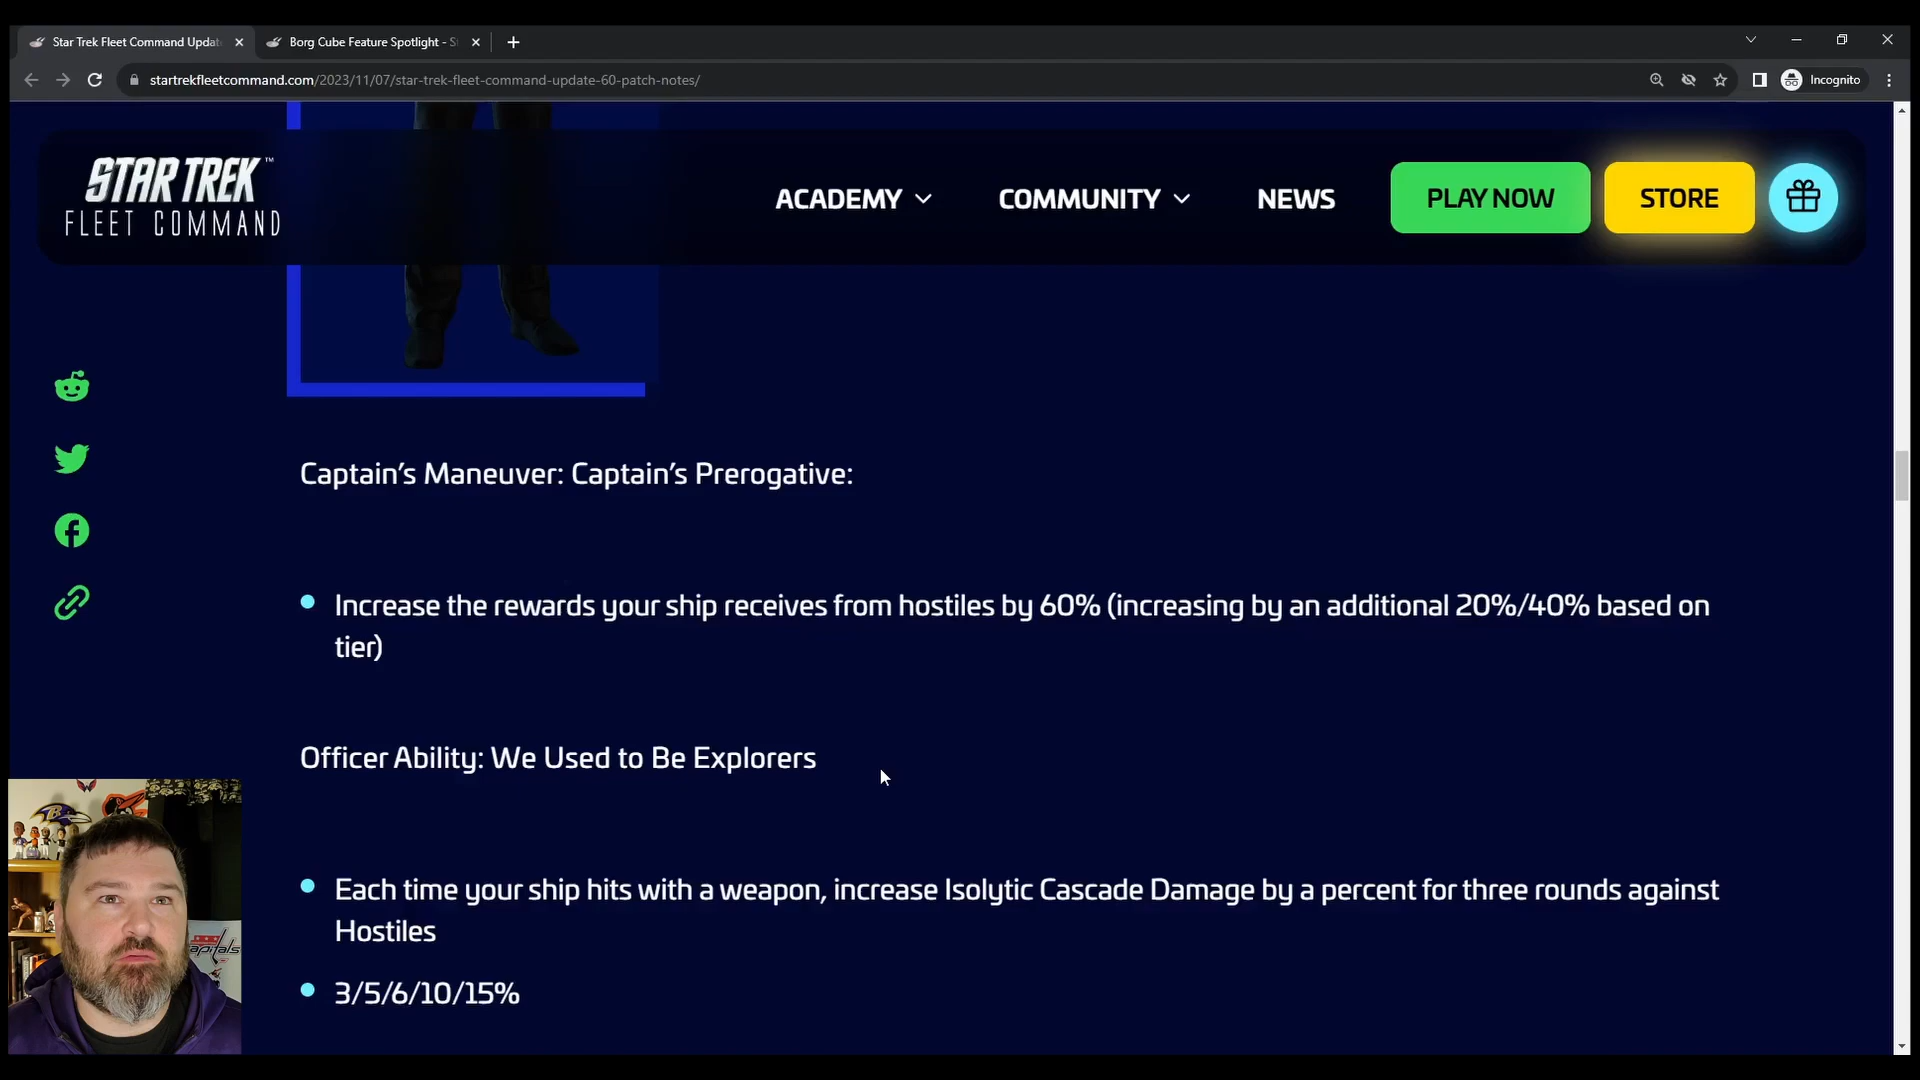 Star Trek Fleet Command Updat
Borg Cube Feature Spotlight - S
startrekfleetcommand.com/2023/11/07/star-trek-fleet-command-update-60-patch-notes/
Incognito
STAR TREK™
FLEET COMMAND
ACADEMY
COMMUNITY
NEWS
PLAY NOW
STORE
Captain's Maneuver: Captain's Prerogative:
Increase the rewards your ship receives from hostiles by 60% (increasing by an additional 20%/40% based on
tier)
Officer Ability: We Used to Be Explorers
Each time your ship hits with a weapon, increase Isolytic Cascade Damage by a percent for three rounds against
Hostiles
3/5/6/10/15%
capitals